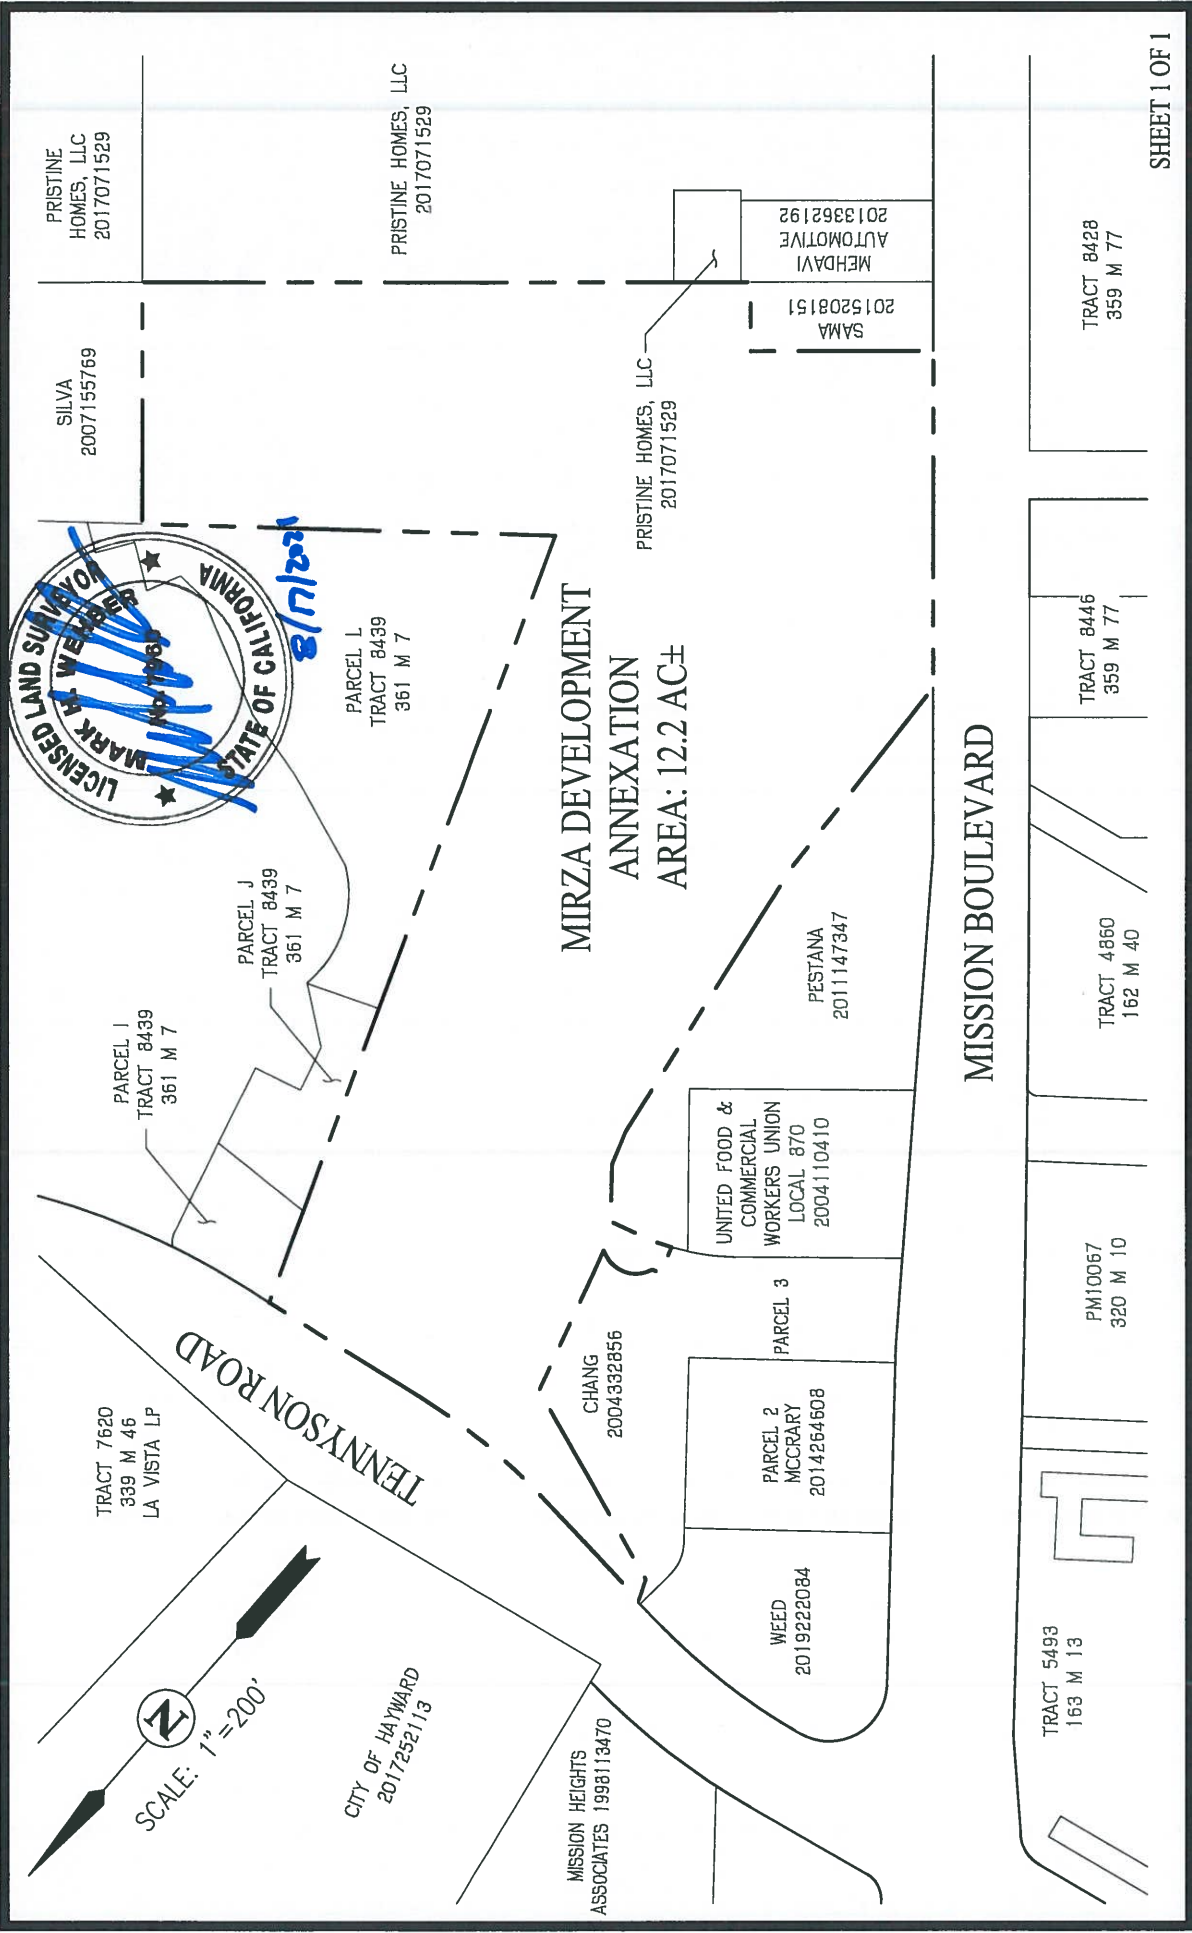 TRACT 7620
339 M 46
LA VISTA LP
TENNYSON ROAD
PARCEL I
TRACT 8439
361 M 7
PARCEL J
TRACT 8439
361 M 7
LICENSED LAND SURVEYOR
MARK H. WEHBER
No. 7960
STATE OF CALIFORNIA
8/17/2021
PARCEL L
TRACT 8439
361 M 7
SILVA
2007155769
PRISTINE
HOMES, LLC
2017071529
PRISTINE HOMES, LLC
2017071529
N
SCALE: 1"=200'
CITY OF HAYWARD
2017252113
MISSION HEIGHTS
ASSOCIATES 1998113470
MIRZA DEVELOPMENT
ANNEXATION
AREA: 12.2 AC±
PRISTINE HOMES, LLC
2017071529
MEHDAVI
AUTOMOTIVE
2013362192
SAMA
2015208151
CHANG
2004332856
WEED
2019222084
PARCEL 2
MCCRARY
2014264608
PARCEL 3
UNITED FOOD &
COMMERCIAL
WORKERS UNION
LOCAL 870
2004110410
PESTANA
2011147347
MISSION BOULEVARD
TRACT 5493
163 M 13
PM10067
320 M 10
TRACT 4860
162 M 40
TRACT 8446
359 M 77
TRACT 8428
359 M 77
SHEET 1 OF 1